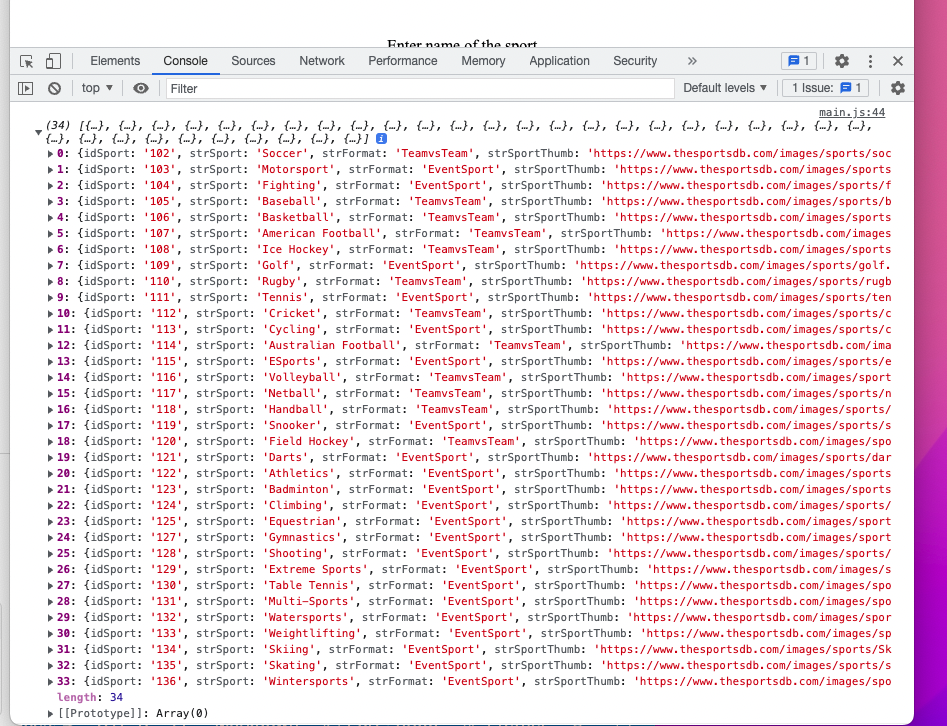 Enter name of the sport
Elements Console Sources Network Performance Memory Application Security » 1
top Filter Default levels 1 Issue: 1
main.js:44
(34) [{…}, {…}, {…}, {…}, {…}, {…}, {…}, {…}, {…}, {…}, {…}, {…}, {…}, {…}, {…}, {…}, {…}, {…}, {…}, {…}, {…}, {…}, {…}, {…},
{…}, {…}, {…}, {…}, {…}, {…}, {…}, {…}, {…}, {…}] i
0: {idSport: '102', strSport: 'Soccer', strFormat: 'TeamvsTeam', strSportThumb: 'https://www.thesportsdb.com/images/sports/soc
1: {idSport: '103', strSport: 'Motorsport', strFormat: 'EventSport', strSportThumb: 'https://www.thesportsdb.com/images/sports
2: {idSport: '104', strSport: 'Fighting', strFormat: 'EventSport', strSportThumb: 'https://www.thesportsdb.com/images/sports/f
3: {idSport: '105', strSport: 'Baseball', strFormat: 'TeamvsTeam', strSportThumb: 'https://www.thesportsdb.com/images/sports/b
4: {idSport: '106', strSport: 'Basketball', strFormat: 'TeamvsTeam', strSportThumb: 'https://www.thesportsdb.com/images/sports
5: {idSport: '107', strSport: 'American Football', strFormat: 'TeamvsTeam', strSportThumb: 'https://www.thesportsdb.com/images
6: {idSport: '108', strSport: 'Ice Hockey', strFormat: 'TeamvsTeam', strSportThumb: 'https://www.thesportsdb.com/images/sports
7: {idSport: '109', strSport: 'Golf', strFormat: 'EventSport', strSportThumb: 'https://www.thesportsdb.com/images/sports/golf.
8: {idSport: '110', strSport: 'Rugby', strFormat: 'TeamvsTeam', strSportThumb: 'https://www.thesportsdb.com/images/sports/rugb
9: {idSport: '111', strSport: 'Tennis', strFormat: 'EventSport', strSportThumb: 'https://www.thesportsdb.com/images/sports/ten
10: {idSport: '112', strSport: 'Cricket', strFormat: 'TeamvsTeam', strSportThumb: 'https://www.thesportsdb.com/images/sports/c
11: {idSport: '113', strSport: 'Cycling', strFormat: 'EventSport', strSportThumb: 'https://www.thesportsdb.com/images/sports/c
12: {idSport: '114', strSport: 'Australian Football', strFormat: 'TeamvsTeam', strSportThumb: 'https://www.thesportsdb.com/ima
13: {idSport: '115', strSport: 'ESports', strFormat: 'EventSport', strSportThumb: 'https://www.thesportsdb.com/images/sports/e
14: {idSport: '116', strSport: 'Volleyball', strFormat: 'TeamvsTeam', strSportThumb: 'https://www.thesportsdb.com/images/sport
15: {idSport: '117', strSport: 'Netball', strFormat: 'TeamvsTeam', strSportThumb: 'https://www.thesportsdb.com/images/sports/n
16: {idSport: '118', strSport: 'Handball', strFormat: 'TeamvsTeam', strSportThumb: 'https://www.thesportsdb.com/images/sports/
17: {idSport: '119', strSport: 'Snooker', strFormat: 'EventSport', strSportThumb: 'https://www.thesportsdb.com/images/sports/s
18: {idSport: '120', strSport: 'Field Hockey', strFormat: 'TeamvsTeam', strSportThumb: 'https://www.thesportsdb.com/images/spo
19: {idSport: '121', strSport: 'Darts', strFormat: 'EventSport', strSportThumb: 'https://www.thesportsdb.com/images/sports/dar
20: {idSport: '122', strSport: 'Athletics', strFormat: 'EventSport', strSportThumb: 'https://www.thesportsdb.com/images/sports
21: {idSport: '123', strSport: 'Badminton', strFormat: 'EventSport', strSportThumb: 'https://www.thesportsdb.com/images/sports
22: {idSport: '124', strSport: 'Climbing', strFormat: 'EventSport', strSportThumb: 'https://www.thesportsdb.com/images/sports/
23: {idSport: '125', strSport: 'Equestrian', strFormat: 'EventSport', strSportThumb: 'https://www.thesportsdb.com/images/sport
24: {idSport: '127', strSport: 'Gymnastics', strFormat: 'EventSport', strSportThumb: 'https://www.thesportsdb.com/images/sport
25: {idSport: '128', strSport: 'Shooting', strFormat: 'EventSport', strSportThumb: 'https://www.thesportsdb.com/images/sports/
26: {idSport: '129', strSport: 'Extreme Sports', strFormat: 'EventSport', strSportThumb: 'https://www.thesportsdb.com/images/s
27: {idSport: '130', strSport: 'Table Tennis', strFormat: 'EventSport', strSportThumb: 'https://www.thesportsdb.com/images/spo
28: {idSport: '131', strSport: 'Multi-Sports', strFormat: 'EventSport', strSportThumb: 'https://www.thesportsdb.com/images/spo
29: {idSport: '132', strSport: 'Watersports', strFormat: 'EventSport', strSportThumb: 'https://www.thesportsdb.com/images/spor
30: {idSport: '133', strSport: 'Weightlifting', strFormat: 'EventSport', strSportThumb: 'https://www.thesportsdb.com/images/sp
31: {idSport: '134', strSport: 'Skiing', strFormat: 'EventSport', strSportThumb: 'https://www.thesportsdb.com/images/sports/Sk
32: {idSport: '135', strSport: 'Skating', strFormat: 'EventSport', strSportThumb: 'https://www.thesportsdb.com/images/sports/s
33: {idSport: '136', strSport: 'Wintersports', strFormat: 'EventSport', strSportThumb: 'https://www.thesportsdb.com/images/spo
length: 34
[[Prototype]]: Array(0)